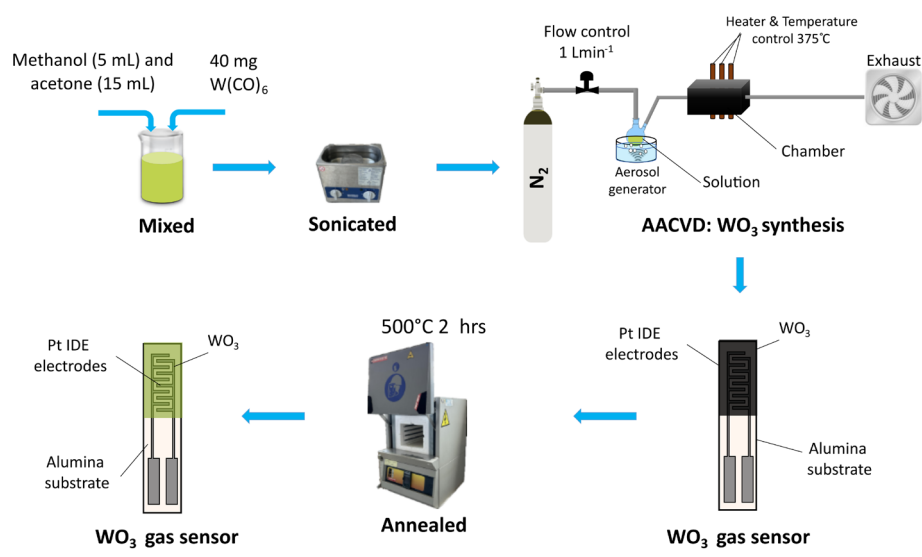 Methanol (5 mL) and
acetone (15 mL)
40 mg
W(CO)₆
Mixed
Sonicated
Flow control
1 Lmin⁻¹
N₂
Aerosol
generator
Solution
Heater & Temperature
control 375℃
Chamber
Exhaust
AACVD: WO₃ synthesis
Pt IDE
electrodes
WO₃
Alumina
substrate
WO₃ gas sensor
500°C 2 hrs
Annealed
Pt IDE
electrodes
WO₃
Alumina
substrate
WO₃ gas sensor